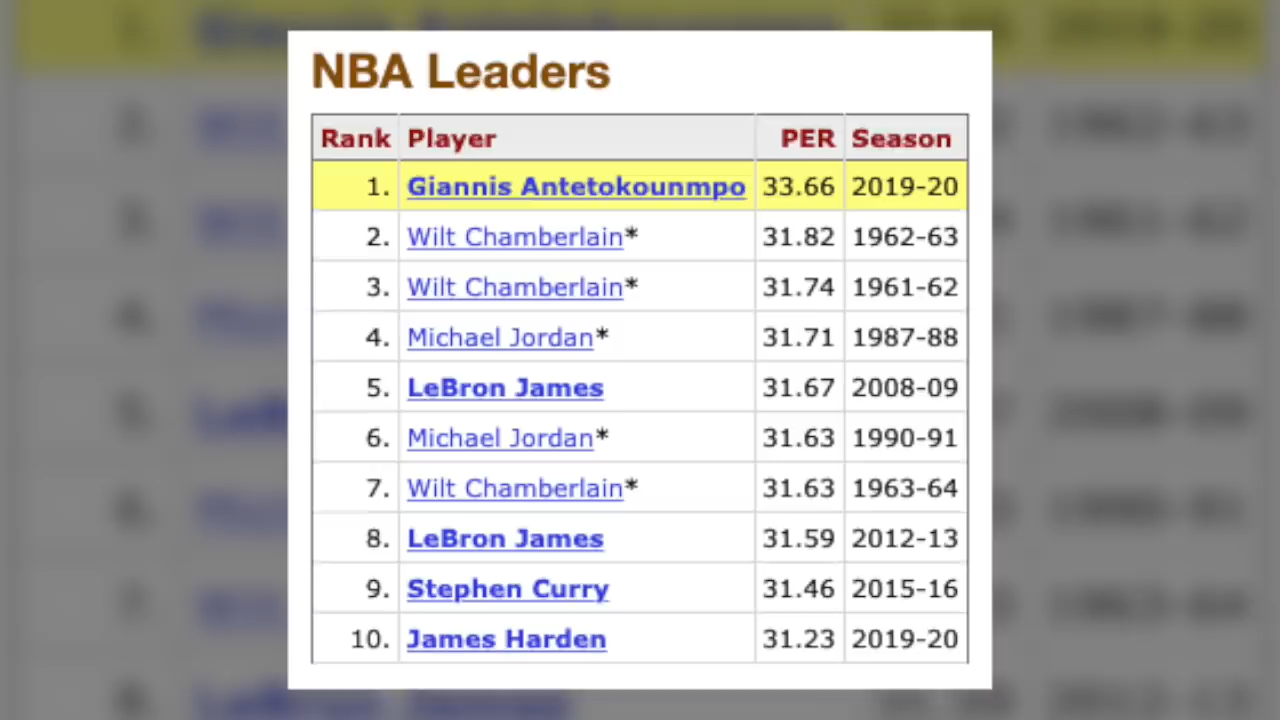 NBA Leaders
Rank Player PER Season
1. Giannis Antetokounmpo 33.66 2019-20
2. Wilt Chamberlain* 31.82 1962-63
3. Wilt Chamberlain* 31.74 1961-62
4. Michael Jordan* 31.71 1987-88
5. LeBron James 31.67 2008-09
6. Michael Jordan* 31.63 1990-91
7. Wilt Chamberlain* 31.63 1963-64
8. LeBron James 31.59 2012-13
9. Stephen Curry 31.46 2015-16
10. James Harden 31.23 2019-20